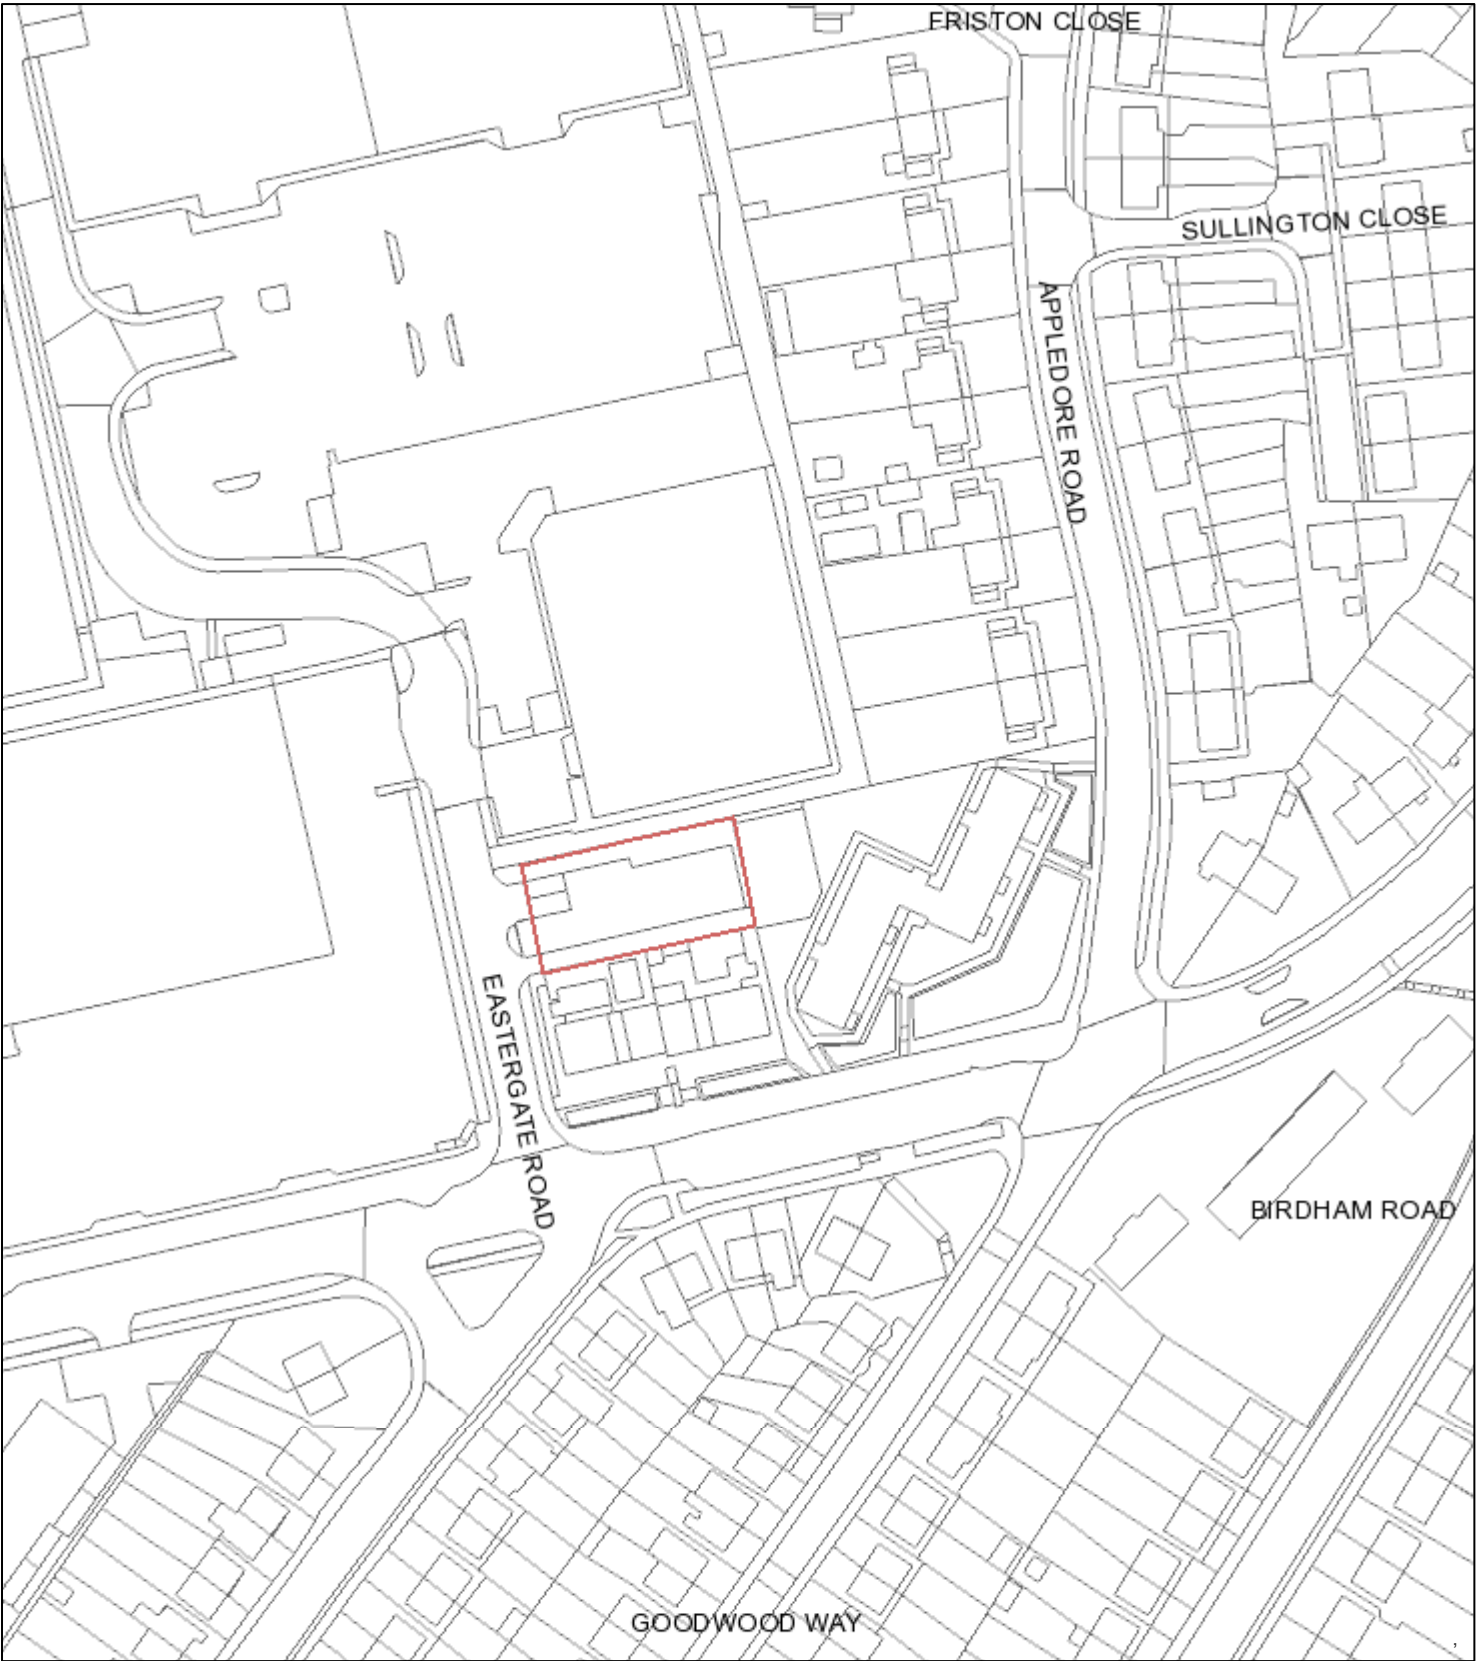 FRISTON CLOSE
SULLINGTON CLOSE
APPLEDORE ROAD
EASTERGATE ROAD
BIRDHAM ROAD
GOODWOOD WAY
,